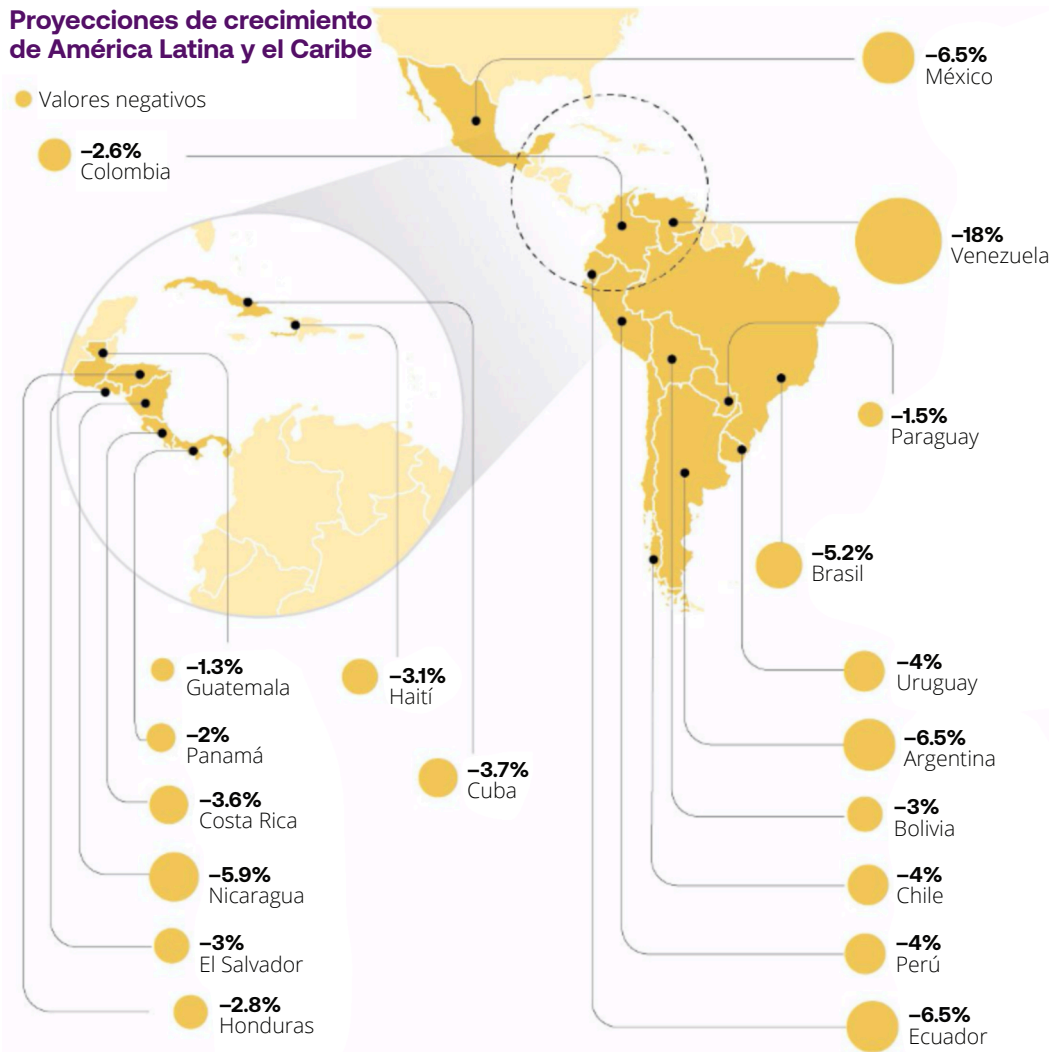 Proyecciones de crecimiento
de América Latina y el Caribe
Valores negativos
–2.6%
Colombia
–6.5%
México
–18%
Venezuela
–1.5%
Paraguay
–5.2%
Brasil
–4%
Uruguay
–6.5%
Argentina
–3%
Bolivia
–4%
Chile
–4%
Perú
–6.5%
Ecuador
–1.3%
Guatemala
–3.1%
Haití
–2%
Panamá
–3.7%
Cuba
–3.6%
Costa Rica
–5.9%
Nicaragua
–3%
El Salvador
–2.8%
Honduras